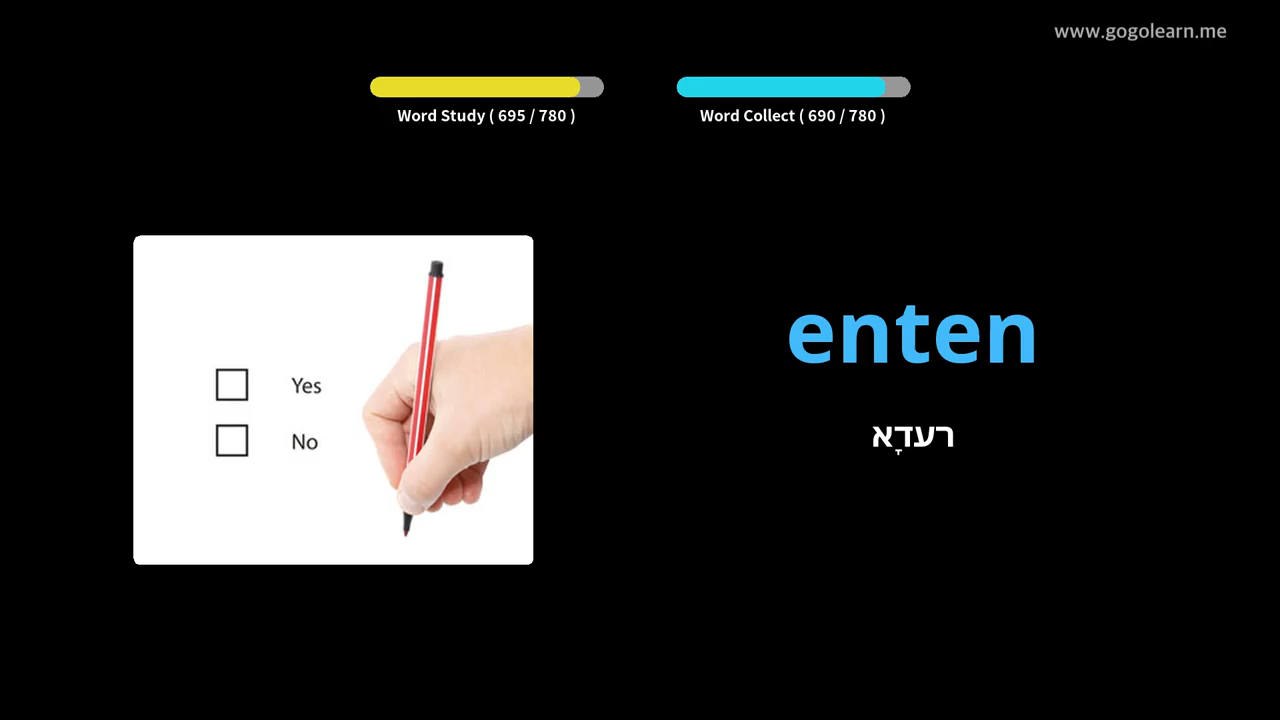 www.gogolearn.me
Word Study ( 695 / 780 )
Word Collect ( 690 / 780 )
Yes
No
enten
רעדָא